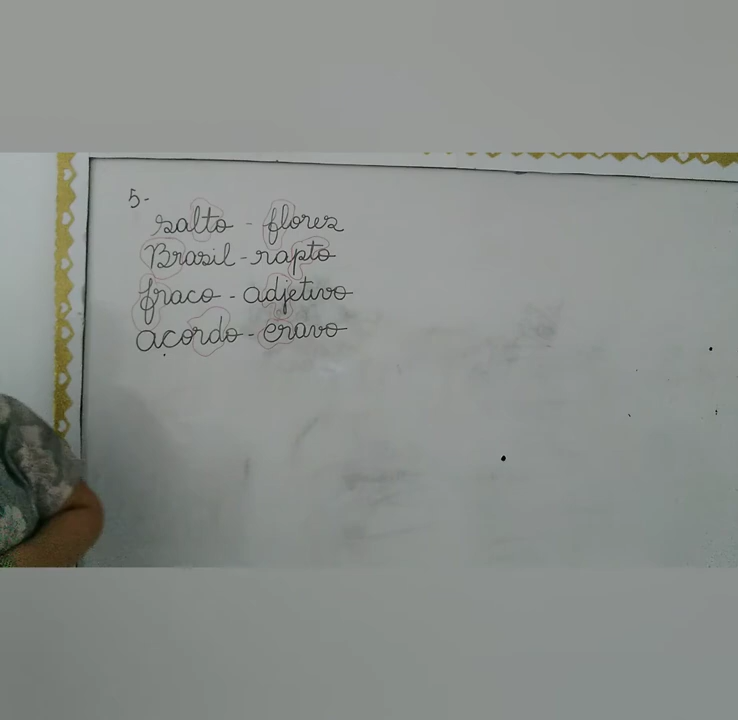 5-
salto - flores
Brasil - rapto
fraco - adjetivo
acordo - cravo